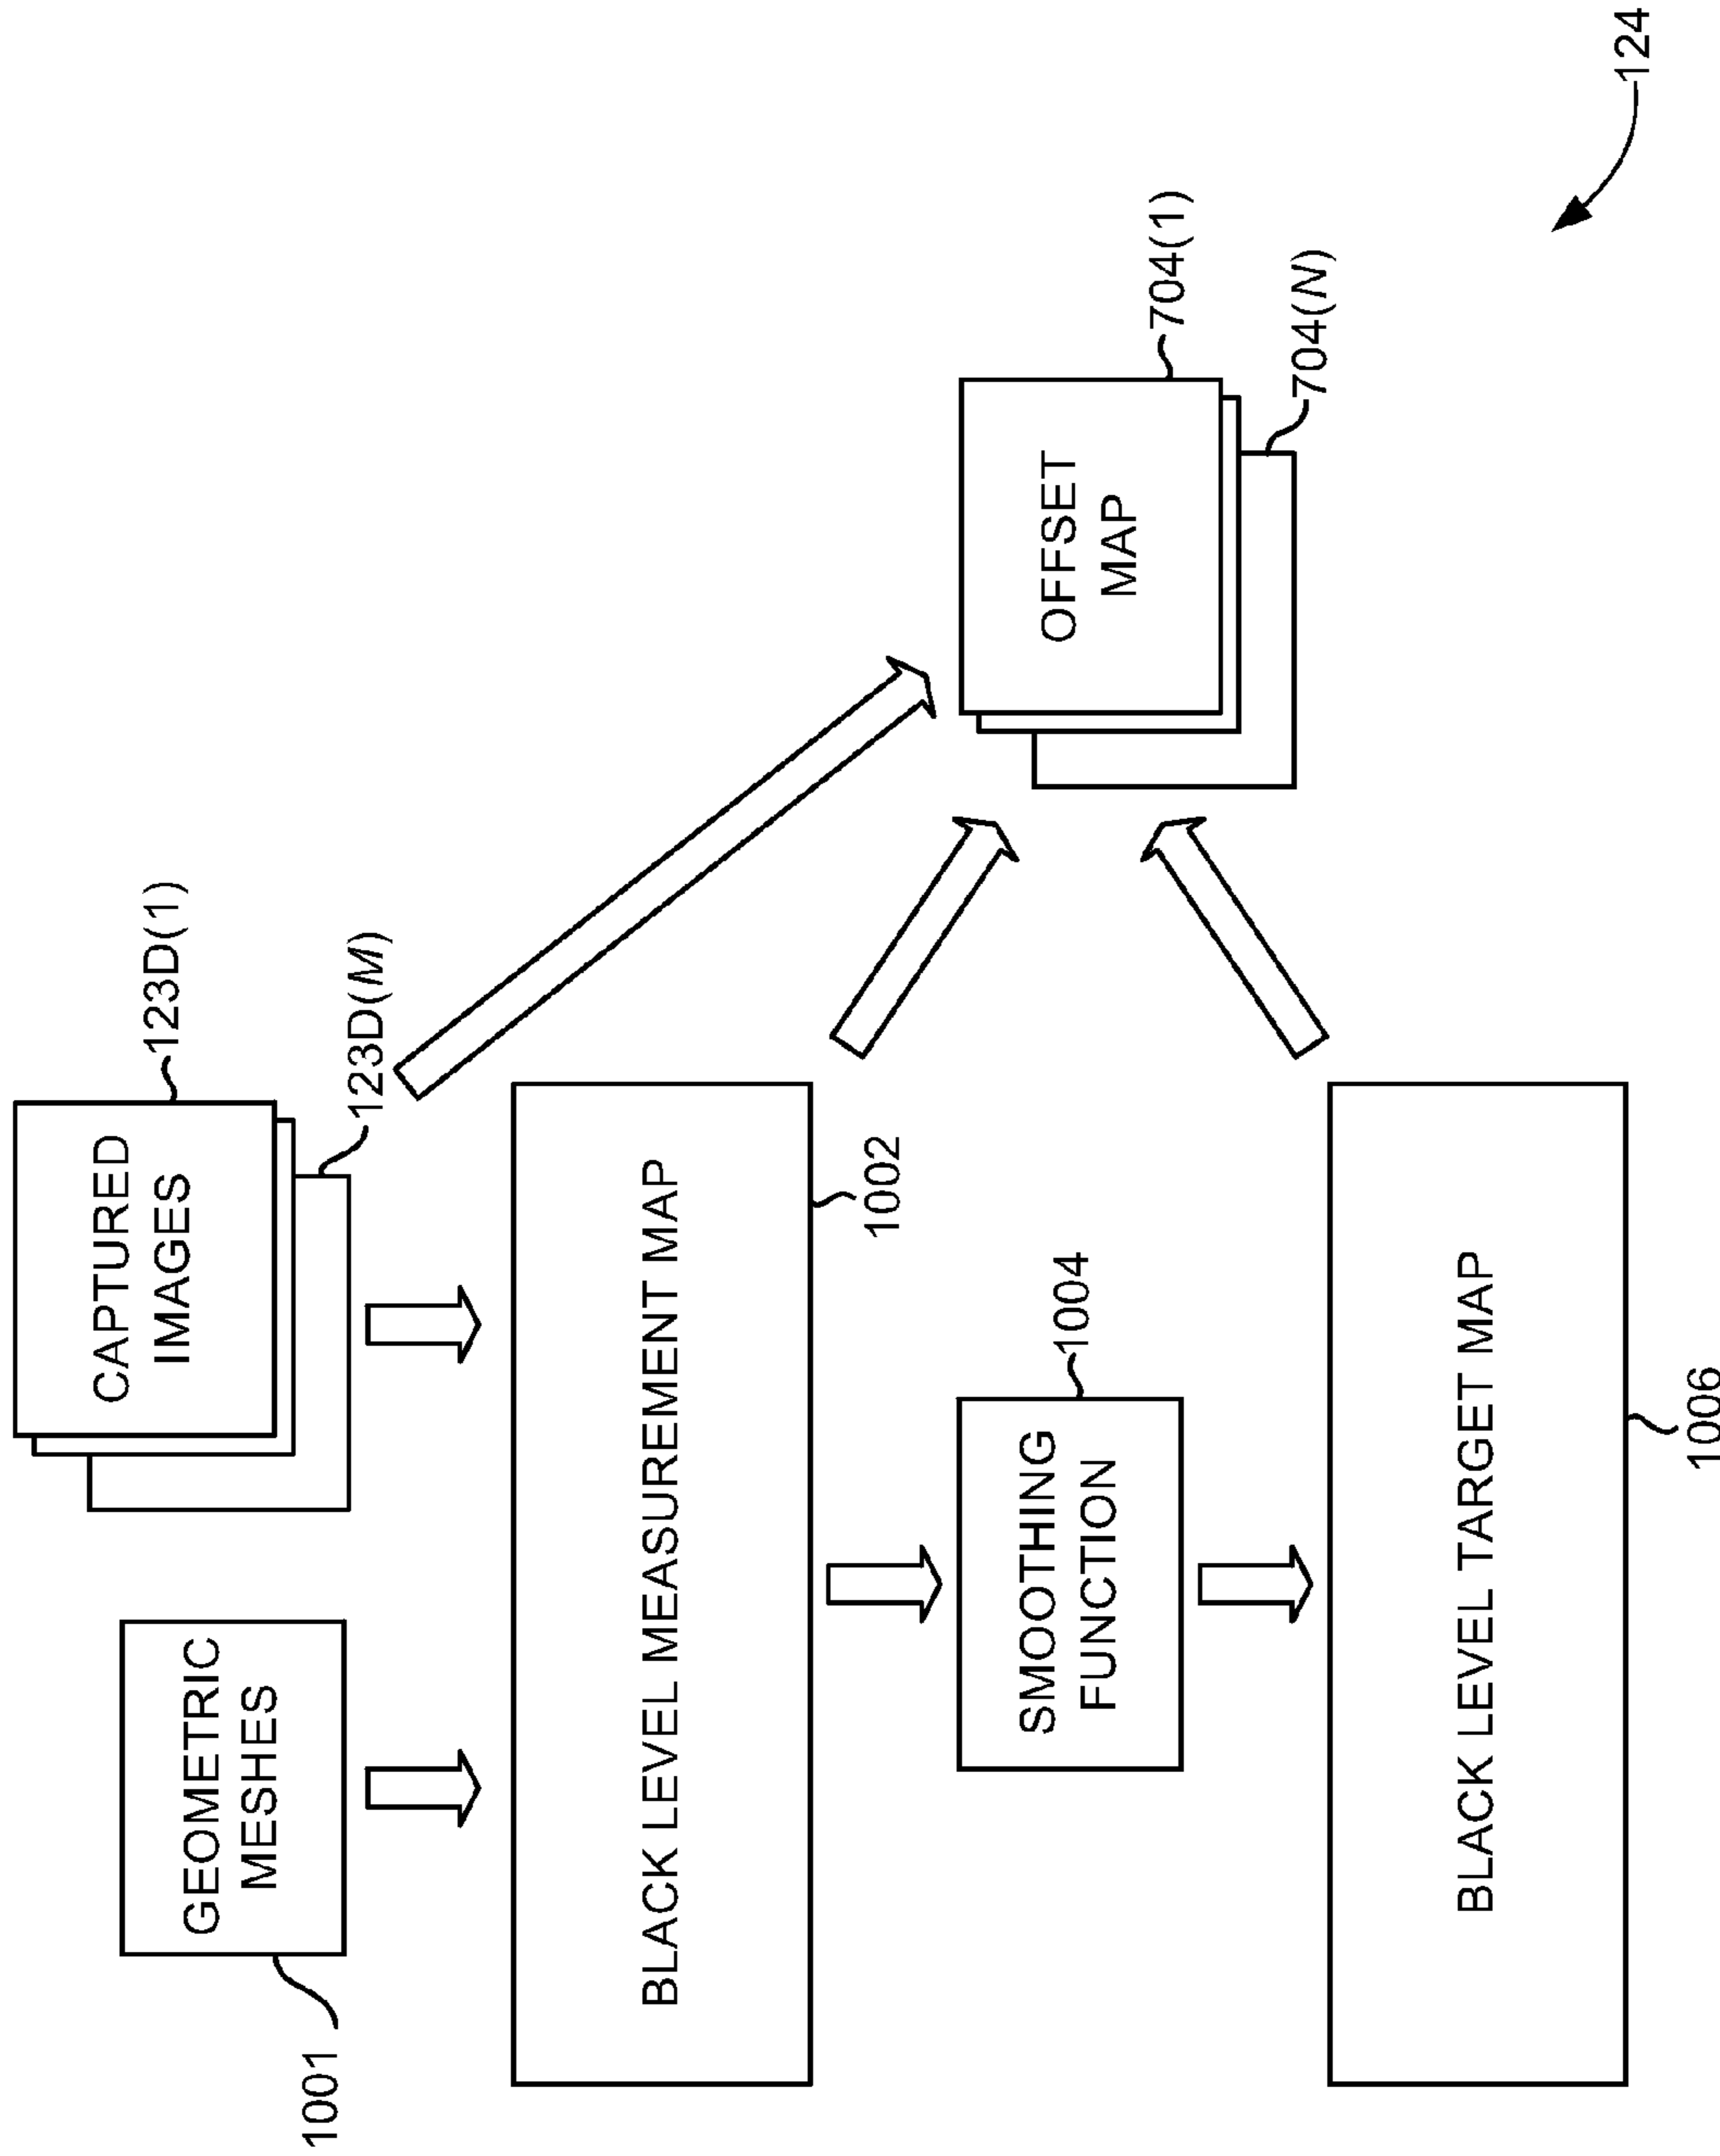 CAPTURED
IMAGES
123D(1)
123D(M)
GEOMETRIC
MESHES
1001
BLACK LEVEL MEASUREMENT MAP
1002
SMOOTHING
FUNCTION
1004
BLACK LEVEL TARGET MAP
1006
OFFSET
MAP
704(1)
704(N)
124